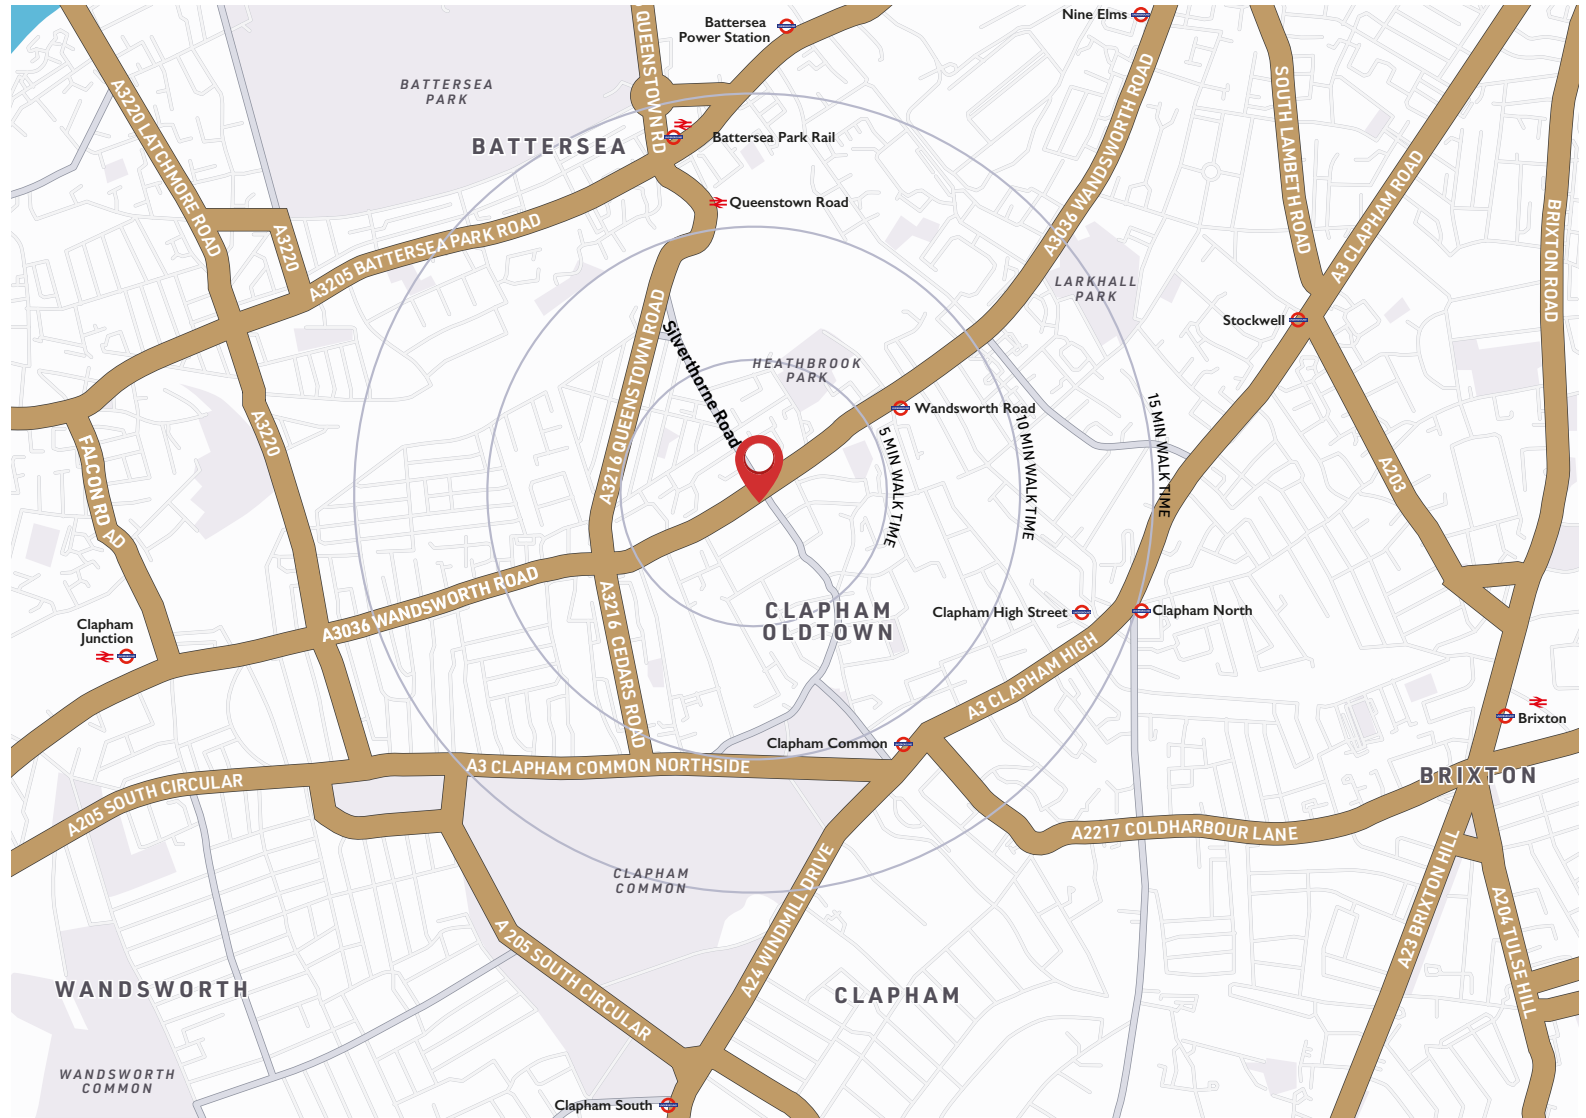 Battersea
Power Station
Nine Elms
QUEENSTOWN RD
BATTERSEA
PARK
A3220 LATCHMORE ROAD
A3036 WANDSWORTH ROAD
SOUTH LAMBETH ROAD
A3 CLAPHAM ROAD
BATTERSEA
Battersea Park Rail
Queenstown Road
BRIXTON ROAD
A3220
A3205 BATTERSEA PARK ROAD
LARKHALL
PARK
Stockwell
A3216 QUEENSTOWN ROAD
Silverthorne Road
HEATHBROOK
PARK
Wandsworth Road
A3220
FALCON RD
AD
5 MIN WALK TIME
10 MIN WALK TIME
15 MIN WALK TIME
A203
A3036 WANDSWORTH ROAD
A3216 CEDARS ROAD
CLAPHAM
OLDTOWN
Clapham High Street
Clapham North
Clapham
Junction
A3 CLAPHAM HIGH
Brixton
Clapham Common
A3 CLAPHAM COMMON NORTHSIDE
BRIXTON
A205 SOUTH CIRCULAR
A2217 COLDHARBOUR LANE
CLAPHAM
COMMON
A24 WINDMILL DRIVE
A23 BRIXTON HILL
A204 TULSE HILL
A 205 SOUTH CIRCULAR
WANDSWORTH
CLAPHAM
WANDSWORTH
COMMON
Clapham South